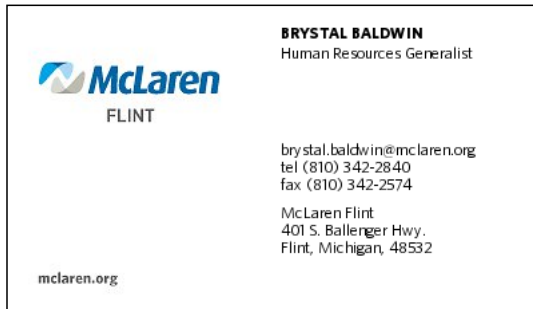 BRYSTAL BALDWIN
Human Resources Generalist
McLaren
FLINT
brystal.baldwin@mclaren.org
tel (810) 342-2840
fax (810) 342-2574
McLaren Flint
401 S. Ballenger Hwy.
Flint, Michigan, 48532
mclaren.org